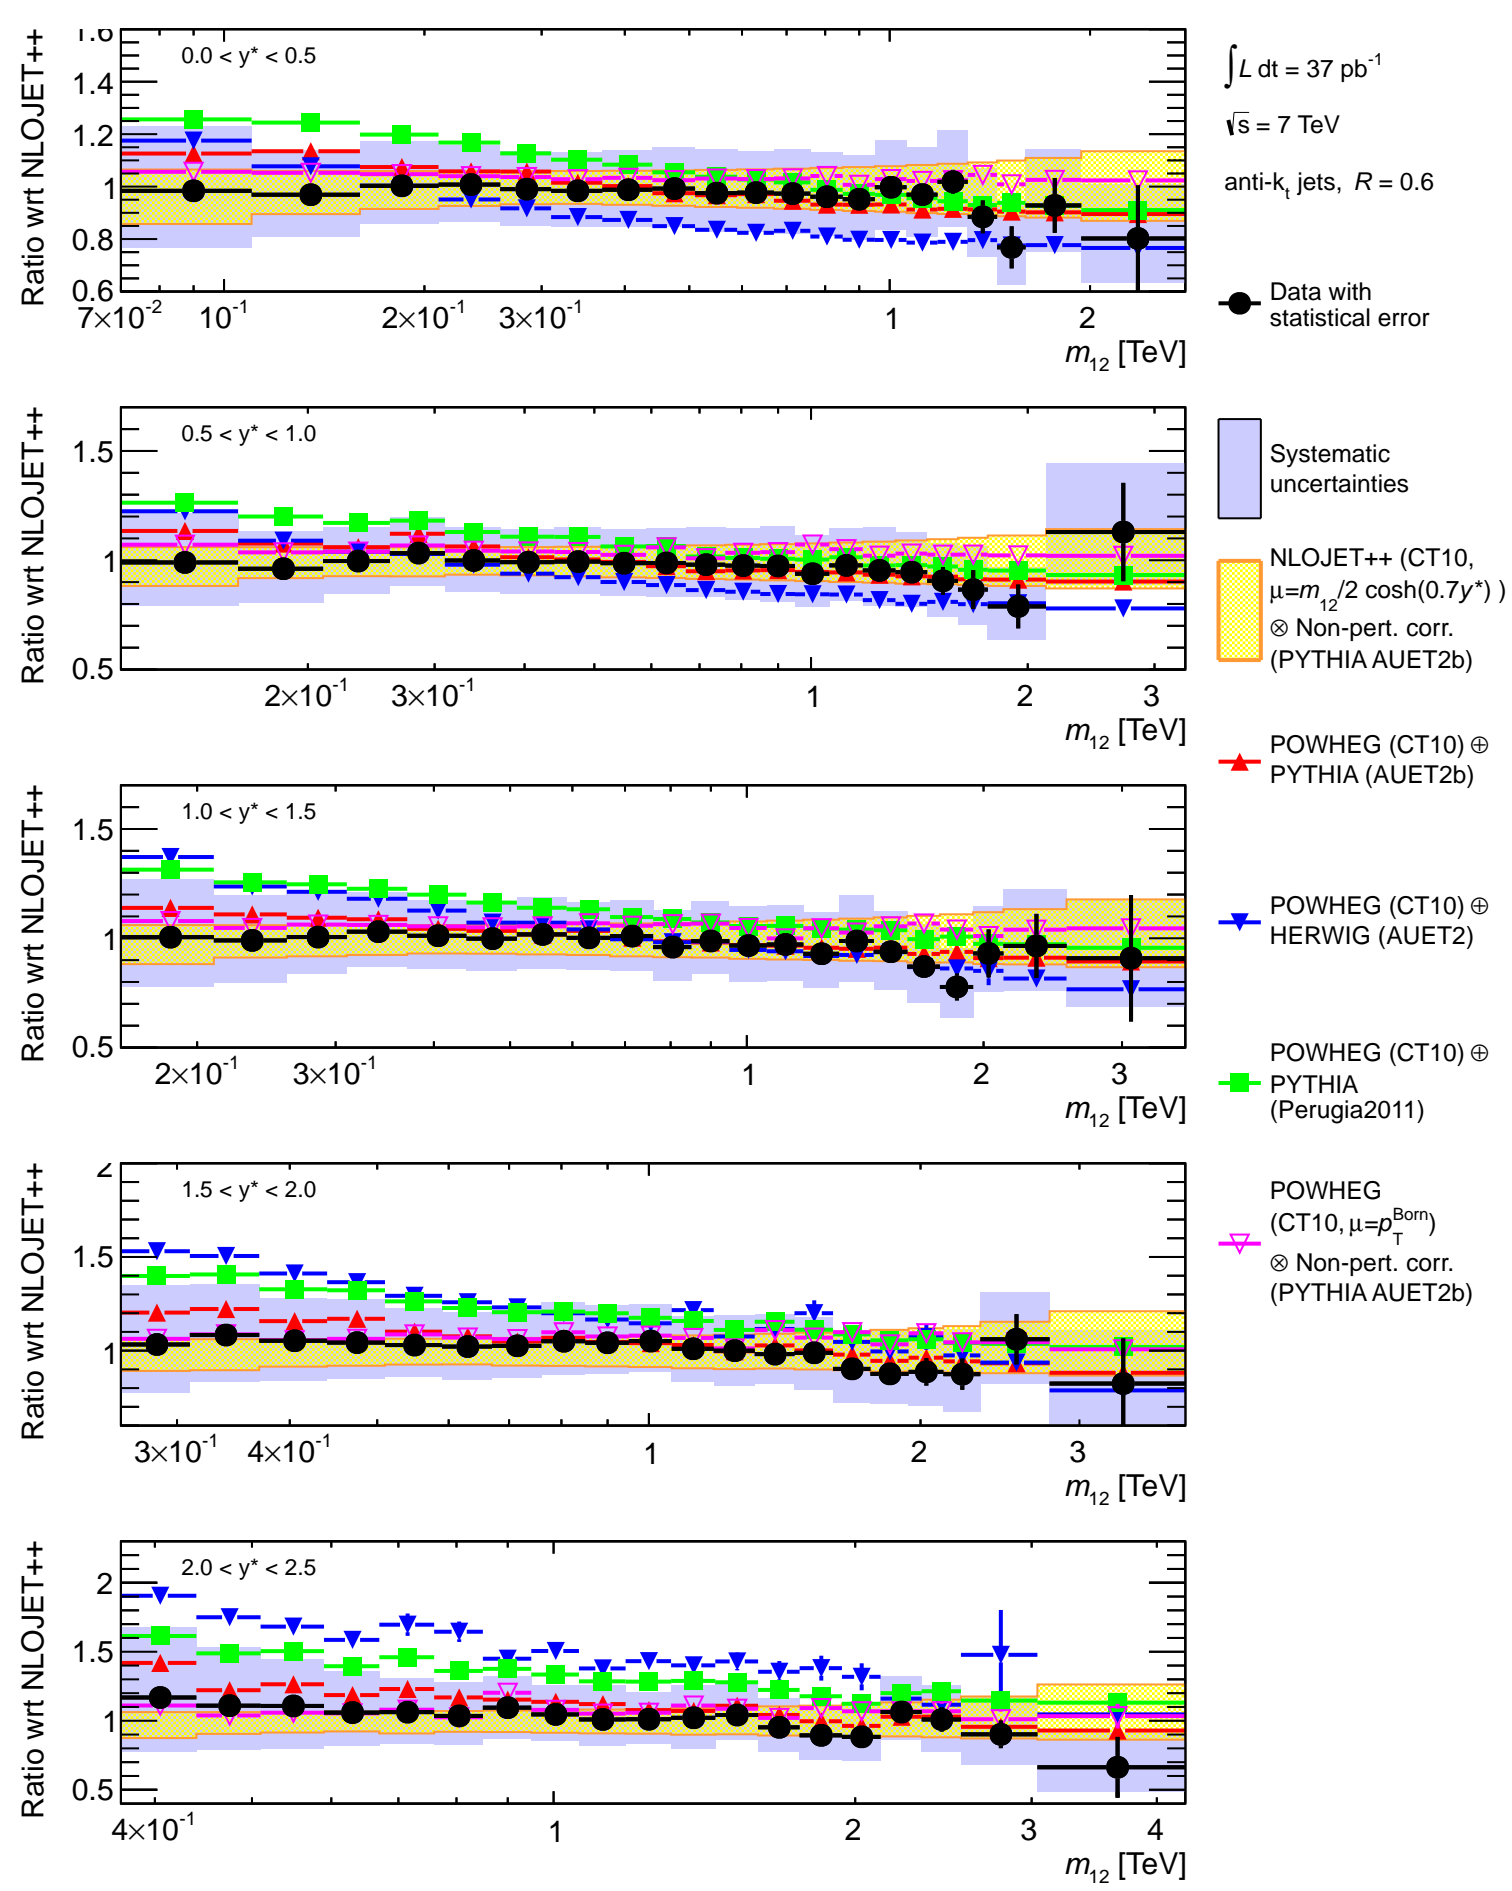 Ratio wrt NLOJET++
1.6
1.4
1.2
1
0.8
0.6
0.0 < y* < 0.5
7×10⁻² 10⁻¹ 2×10⁻¹ 3×10⁻¹ 1 2
m₁₂ [TeV]
Ratio wrt NLOJET++
1.5
1
0.5
0.5 < y* < 1.0
2×10⁻¹ 3×10⁻¹ 1 2 3
m₁₂ [TeV]
Ratio wrt NLOJET++
1.5
1
0.5
1.0 < y* < 1.5
2×10⁻¹ 3×10⁻¹ 1 2 3
m₁₂ [TeV]
Ratio wrt NLOJET++
2
1.5
1
1.5 < y* < 2.0
3×10⁻¹ 4×10⁻¹ 1 2 3
m₁₂ [TeV]
Ratio wrt NLOJET++
2
1.5
1
0.5
2.0 < y* < 2.5
4×10⁻¹ 1 2 3 4
m₁₂ [TeV]
∫L dt = 37 pb⁻¹
√s = 7 TeV
anti-kₜ jets, R = 0.6
Data with
statistical error
Systematic
uncertainties
NLOJET++ (CT10,
μ=m₁₂/2 cosh(0.7y*) )
⊗ Non-pert. corr.
(PYTHIA AUET2b)
POWHEG (CT10) ⊕
PYTHIA (AUET2b)
POWHEG (CT10) ⊕
HERWIG (AUET2)
POWHEG (CT10) ⊕
PYTHIA
(Perugia2011)
POWHEG
(CT10, μ=p_T^Born)
⊗ Non-pert. corr.
(PYTHIA AUET2b)